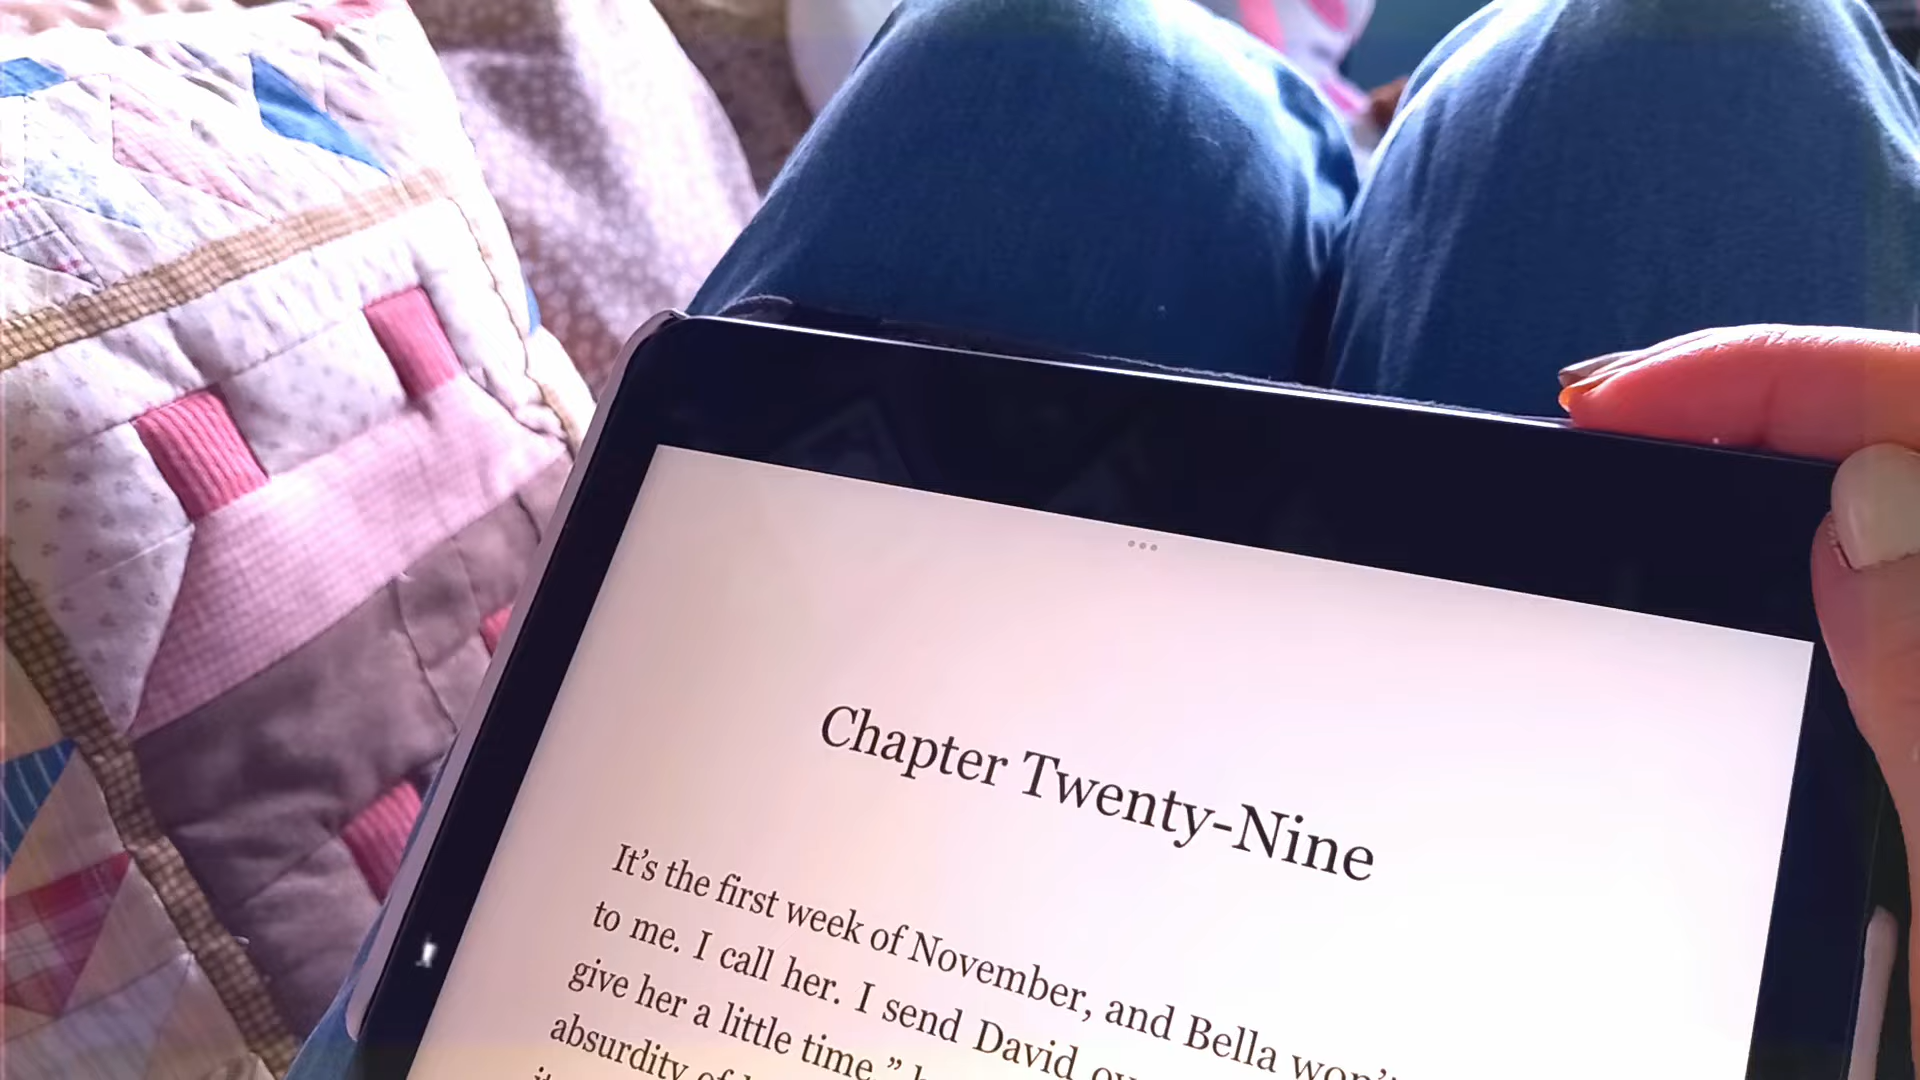 Chapter Twenty-Nine
It’s the first week of November, and Bella won’t
to me. I call her. I send David
give her a little time,”
absurdity of